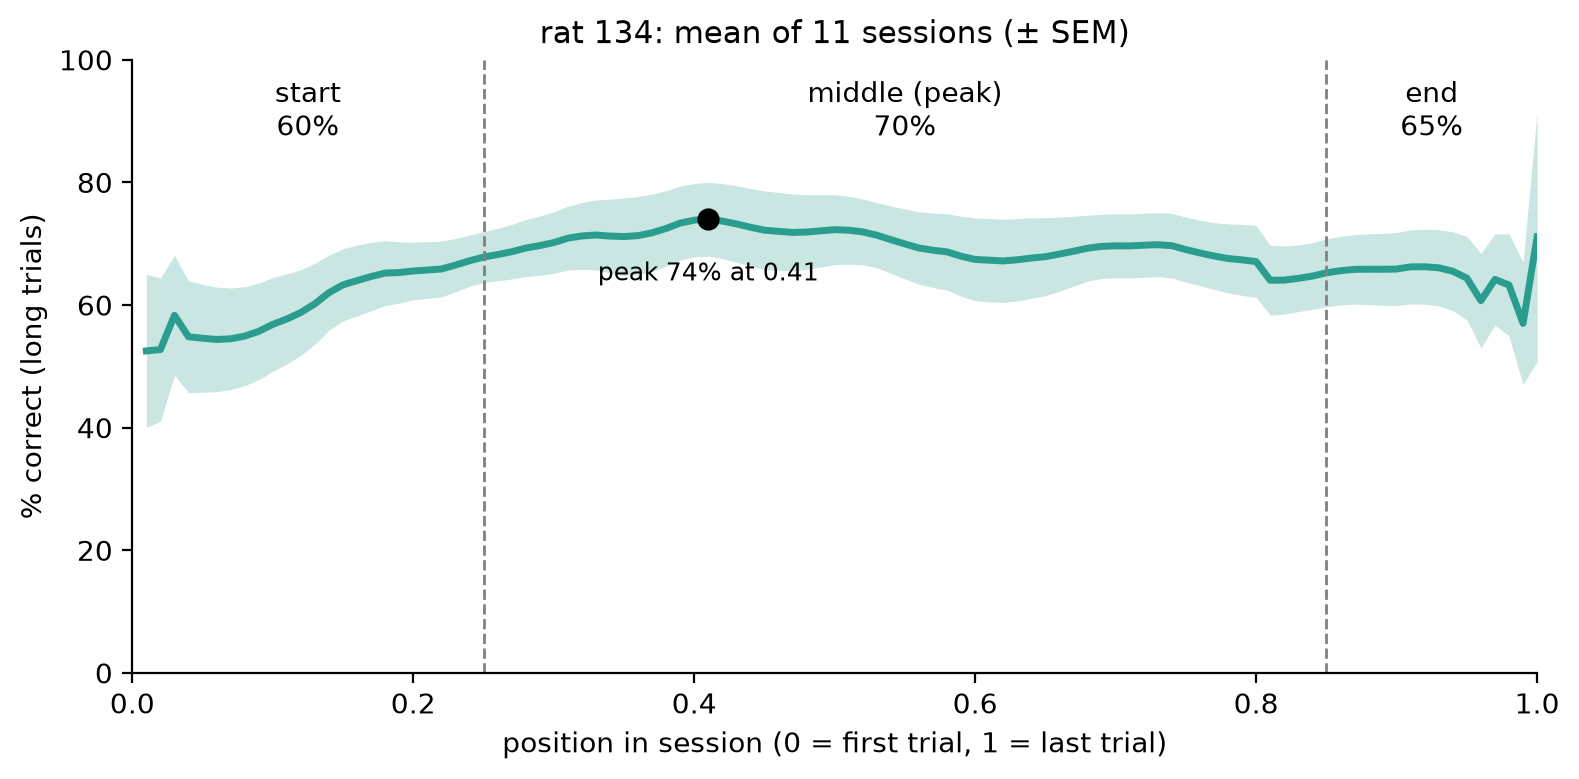 rat 134: mean of 11 sessions (± SEM)
start
60%
middle (peak)
70%
end
65%
peak 74% at 0.41
% correct (long trials)
100
80
60
40
20
0
0.0
0.2
0.4
0.6
0.8
1.0
position in session (0 = first trial, 1 = last trial)